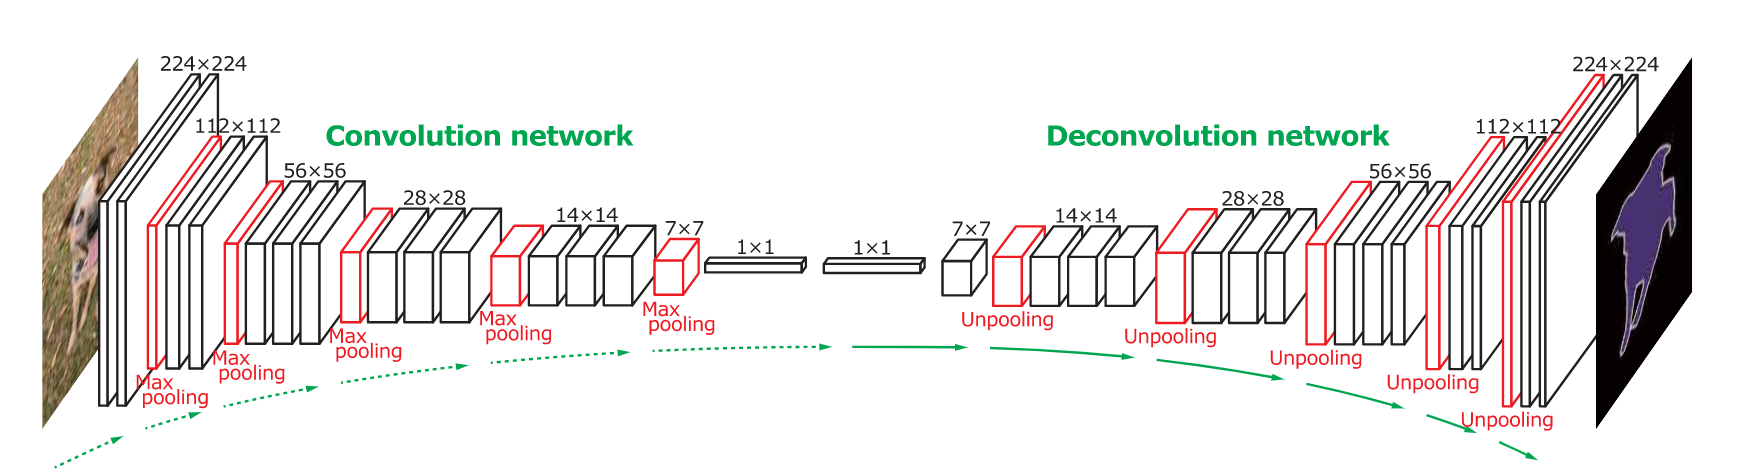 224×224
112×112
Convolution network
56×56
28×28
14×14
7×7
1×1
1×1
Deconvolution network
7×7
14×14
28×28
56×56
112×112
224×224
Max
pooling
Max
pooling
Max
pooling
Max
pooling
Max
pooling
Unpooling
Unpooling
Unpooling
Unpooling
Unpooling